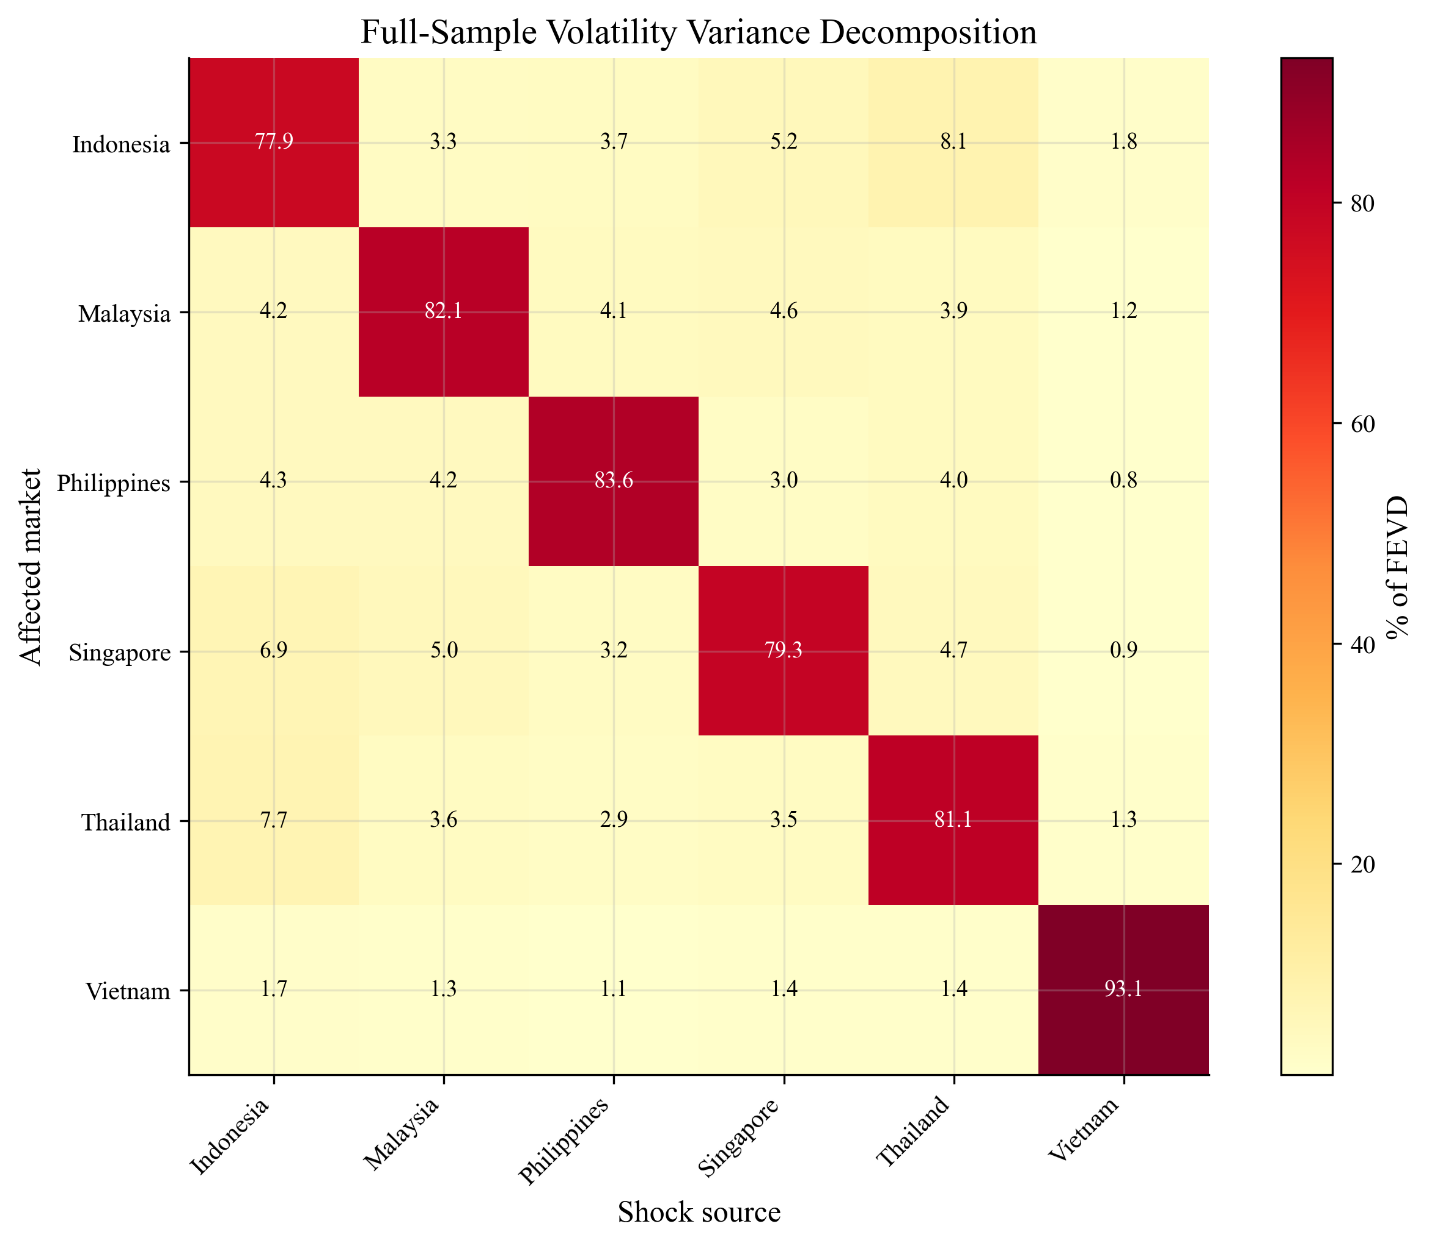 Full-Sample Volatility Variance Decomposition
Affected market
Indonesia 77.9 3.3 3.7 5.2 8.1 1.8
Malaysia 4.2 82.1 4.1 4.6 3.9 1.2
Philippines 4.3 4.2 83.6 3.0 4.0 0.8
Singapore 6.9 5.0 3.2 79.3 4.7 0.9
Thailand 7.7 3.6 2.9 3.5 81.1 1.3
Vietnam 1.7 1.3 1.1 1.4 1.4 93.1
Indonesia Malaysia Philippines Singapore Thailand Vietnam
Shock source
80
60
40
20
% of FEVD